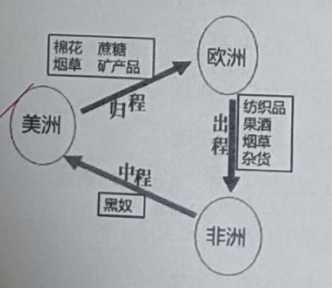 棉花 蔗糖
烟草 矿产品
欧洲
归程
美洲
出程
纺织品
果酒
烟草
杂货
中程
黑奴
非洲